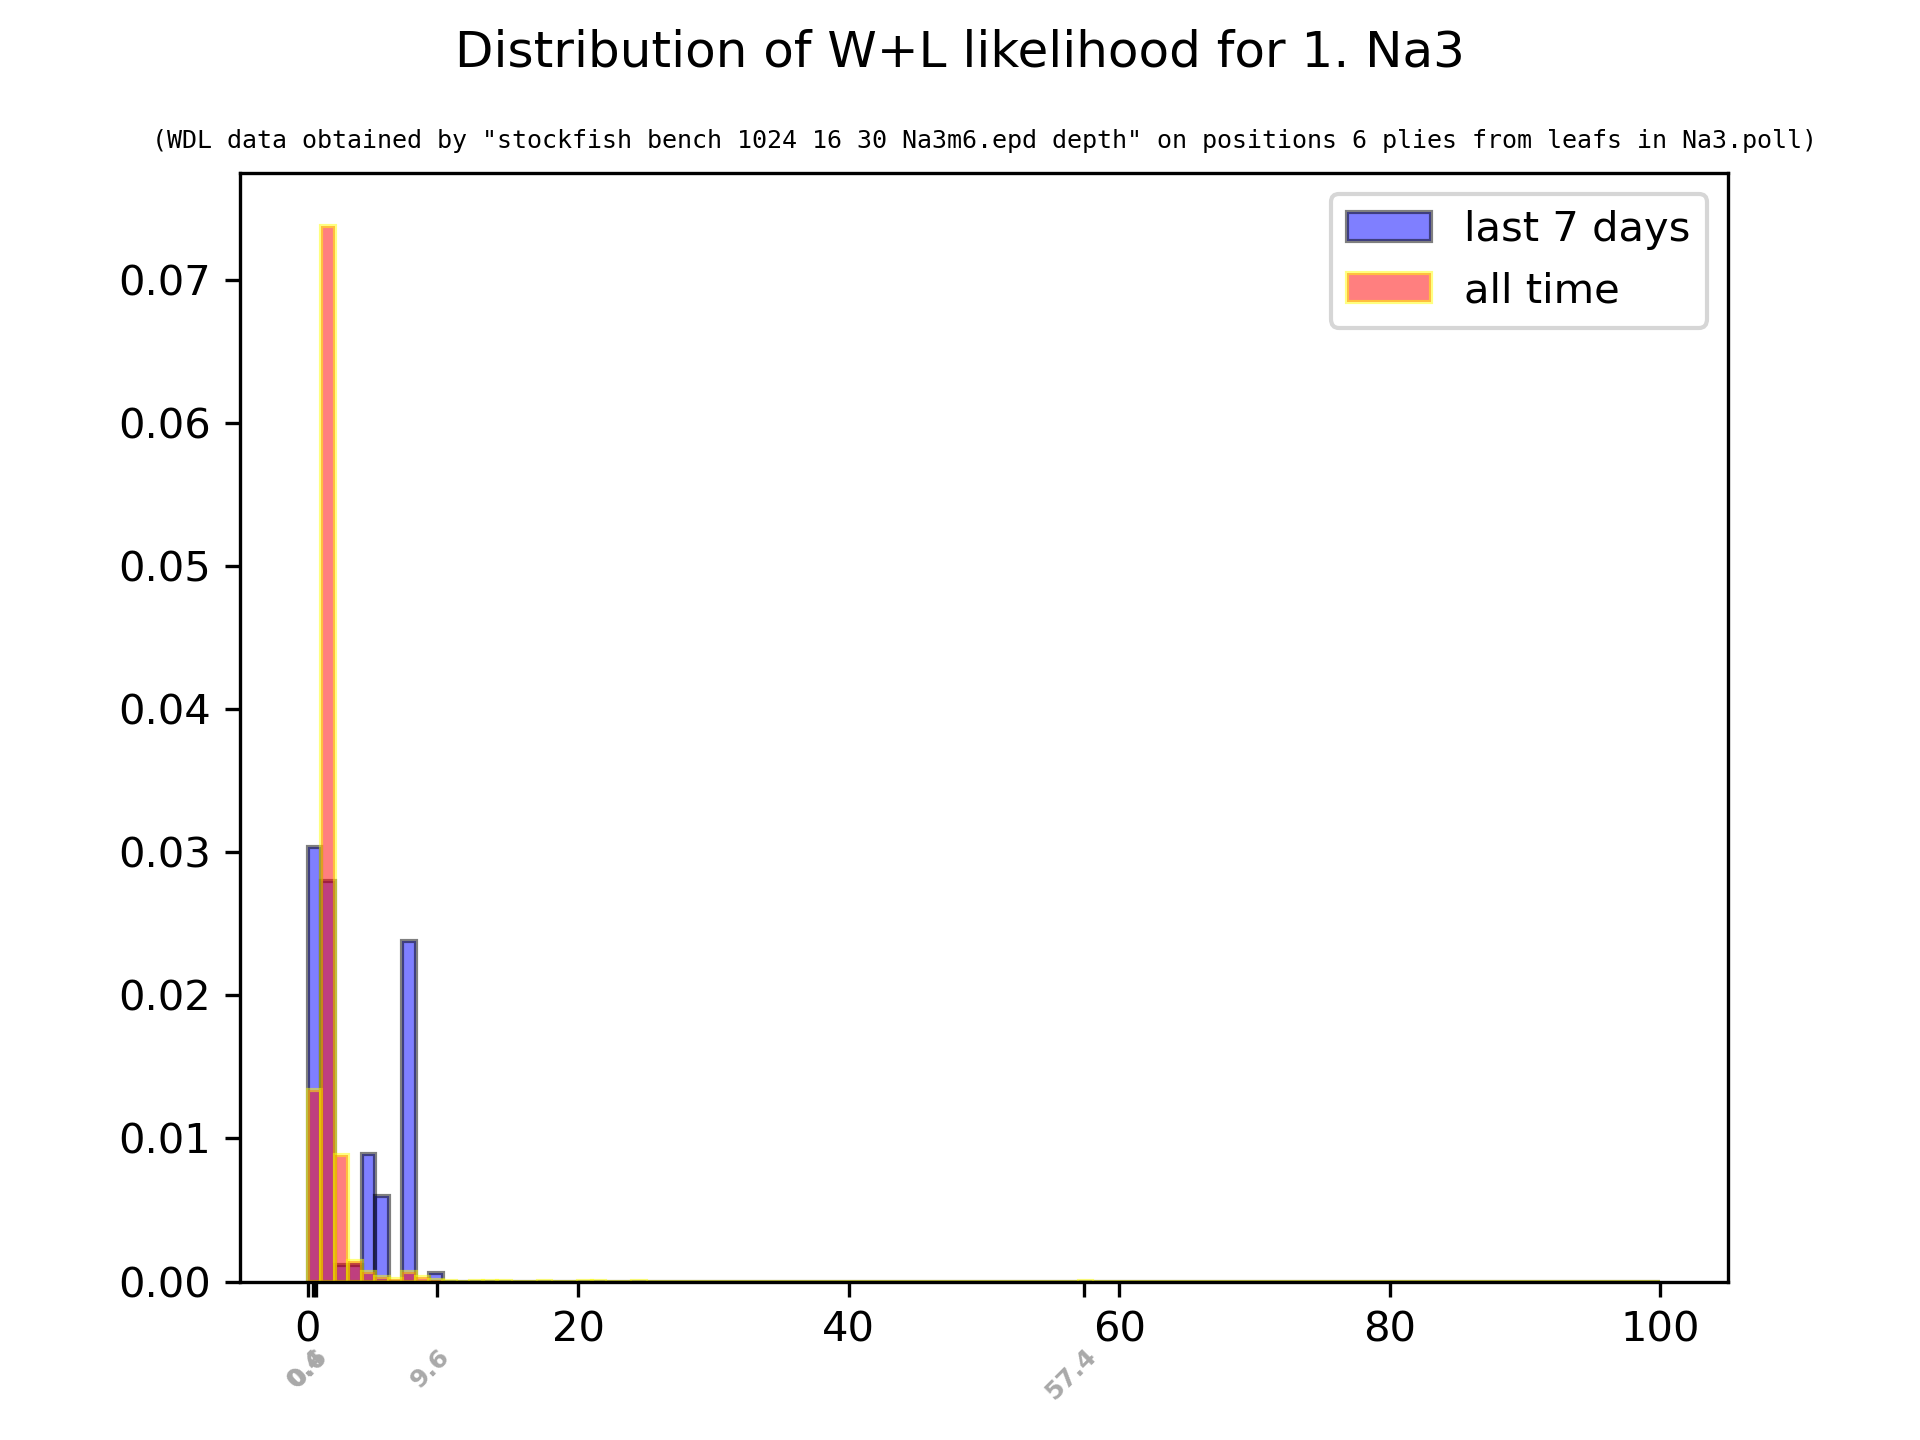 Distribution of W+L likelihood for 1. Na3
(WDL data obtained by "stockfish bench 1024 16 30 Na3m6.epd depth" on positions 6 plies from leafs in Na3.poll)
last 7 days
all time
0.07
0.06
0.05
0.04
0.03
0.02
0.01
0.00
0 20 40 60 80 100
9.6 57.4